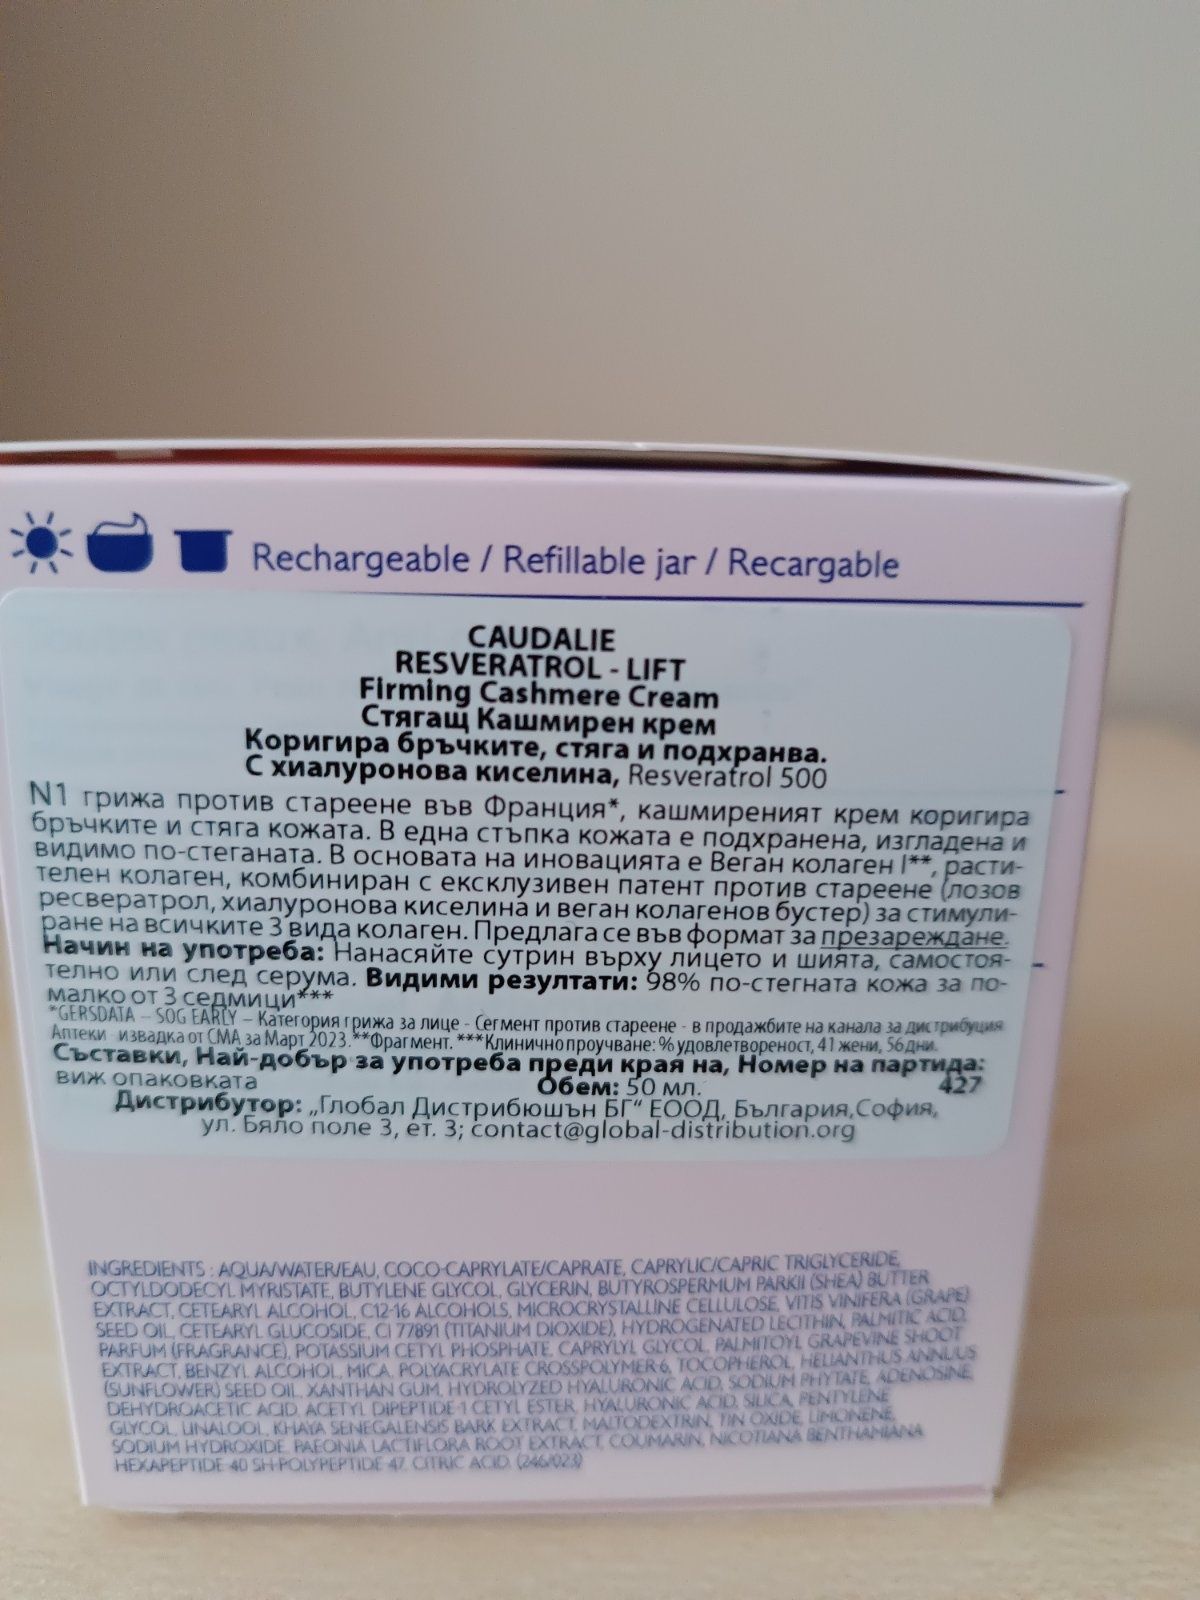 Rechargeable / Refillable jar / Recargable
CAUDALIE
RESVERATROL - LIFT
Firming Cashmere Cream
Стягащ Кашмирен крем
Коригира бръчките, стяга и подхранва.
С хиалуронова киселина, Resveratrol 500
N1 грижа против стареене във Франция*, кашмиреният крем коригира
бръчките и стяга кожата. В една стъпка кожата е подхранена, изгладена и
видимо по-стеганата. В основата на иновацията е Веган колаген I**, расти-
телен колаген, комбиниран с ексклузивен патент против стареене (лозов
ресвератрол, хиалуронова киселина и веган колагенов бустер) за стимули-
ране на всичките 3 вида колаген. Предлага се във формат за презареждане.
Начин на употреба: Нанасяйте сутрин върху лицето и шията, самостоя-
телно или след серума. Видими резултати: 98% по-стегната кожа за по-
малко от 3 седмици***
*GERSDATA – SOG EARLY – Категория грижа за лице - Сегмент против стареене - в продажбите на канала за дистрибуция
Аптеки - извадка от CMA за Март 2023. **Фрагмент. ***Клинично проучване: % удовлетвореност, 41 жени, 56 дни.
Съставки, Най-добър за употреба преди края на, Номер на партида:
виж опаковката Обем: 50 мл. 427
Дистрибутор: „Глобал Дистрибюшън БГ“ ЕООД, България,София,
ул. Бяло поле 3, ет. 3; contact@global-distribution.org
INGREDIENTS : AQUA/WATER/EAU, COCO-CAPRYLATE/CAPRATE, CAPRYLIC/CAPRIC TRIGLYCERIDE,
OCTYLDODECYL MYRISTATE, BUTYLENE GLYCOL, GLYCERIN, BUTYROSPERMUM PARKII (SHEA) BUTTER
EXTRACT, CETEARYL ALCOHOL, C12-16 ALCOHOLS, MICROCRYSTALLINE CELLULOSE, VITIS VINIFERA (GRAPE)
SEED OIL, CETEARYL GLUCOSIDE, CI 77891 (TITANIUM DIOXIDE), HYDROGENATED LECITHIN, PALMITIC ACID,
PARFUM (FRAGRANCE), POTASSIUM CETYL PHOSPHATE, CAPRYLYL GLYCOL, PALMITOYL GRAPEVINE SHOOT
EXTRACT, BENZYL ALCOHOL, MICA, POLYACRYLATE CROSSPOLYMER-6, TOCOPHEROL, HELIANTHUS ANNUUS
(SUNFLOWER) SEED OIL, XANTHAN GUM, HYDROLYZED HYALURONIC ACID, SODIUM PHYTATE, ADENOSINE,
DEHYDROACETIC ACID, ACETYL DIPEPTIDE-1 CETYL ESTER, HYALURONIC ACID, SILICA, PENTYLENE
GLYCOL, LINALOOL, KHAYA SENEGALENSIS BARK EXTRACT, MALTODEXTRIN, TIN OXIDE, LIMONENE,
SODIUM HYDROXIDE, PAEONIA LACTIFLORA ROOT EXTRACT, COUMARIN, NICOTIANA BENTHAMIANA
HEXAPEPTIDE-40 SH-POLYPEPTIDE-47, CITRIC ACID. (246/023)